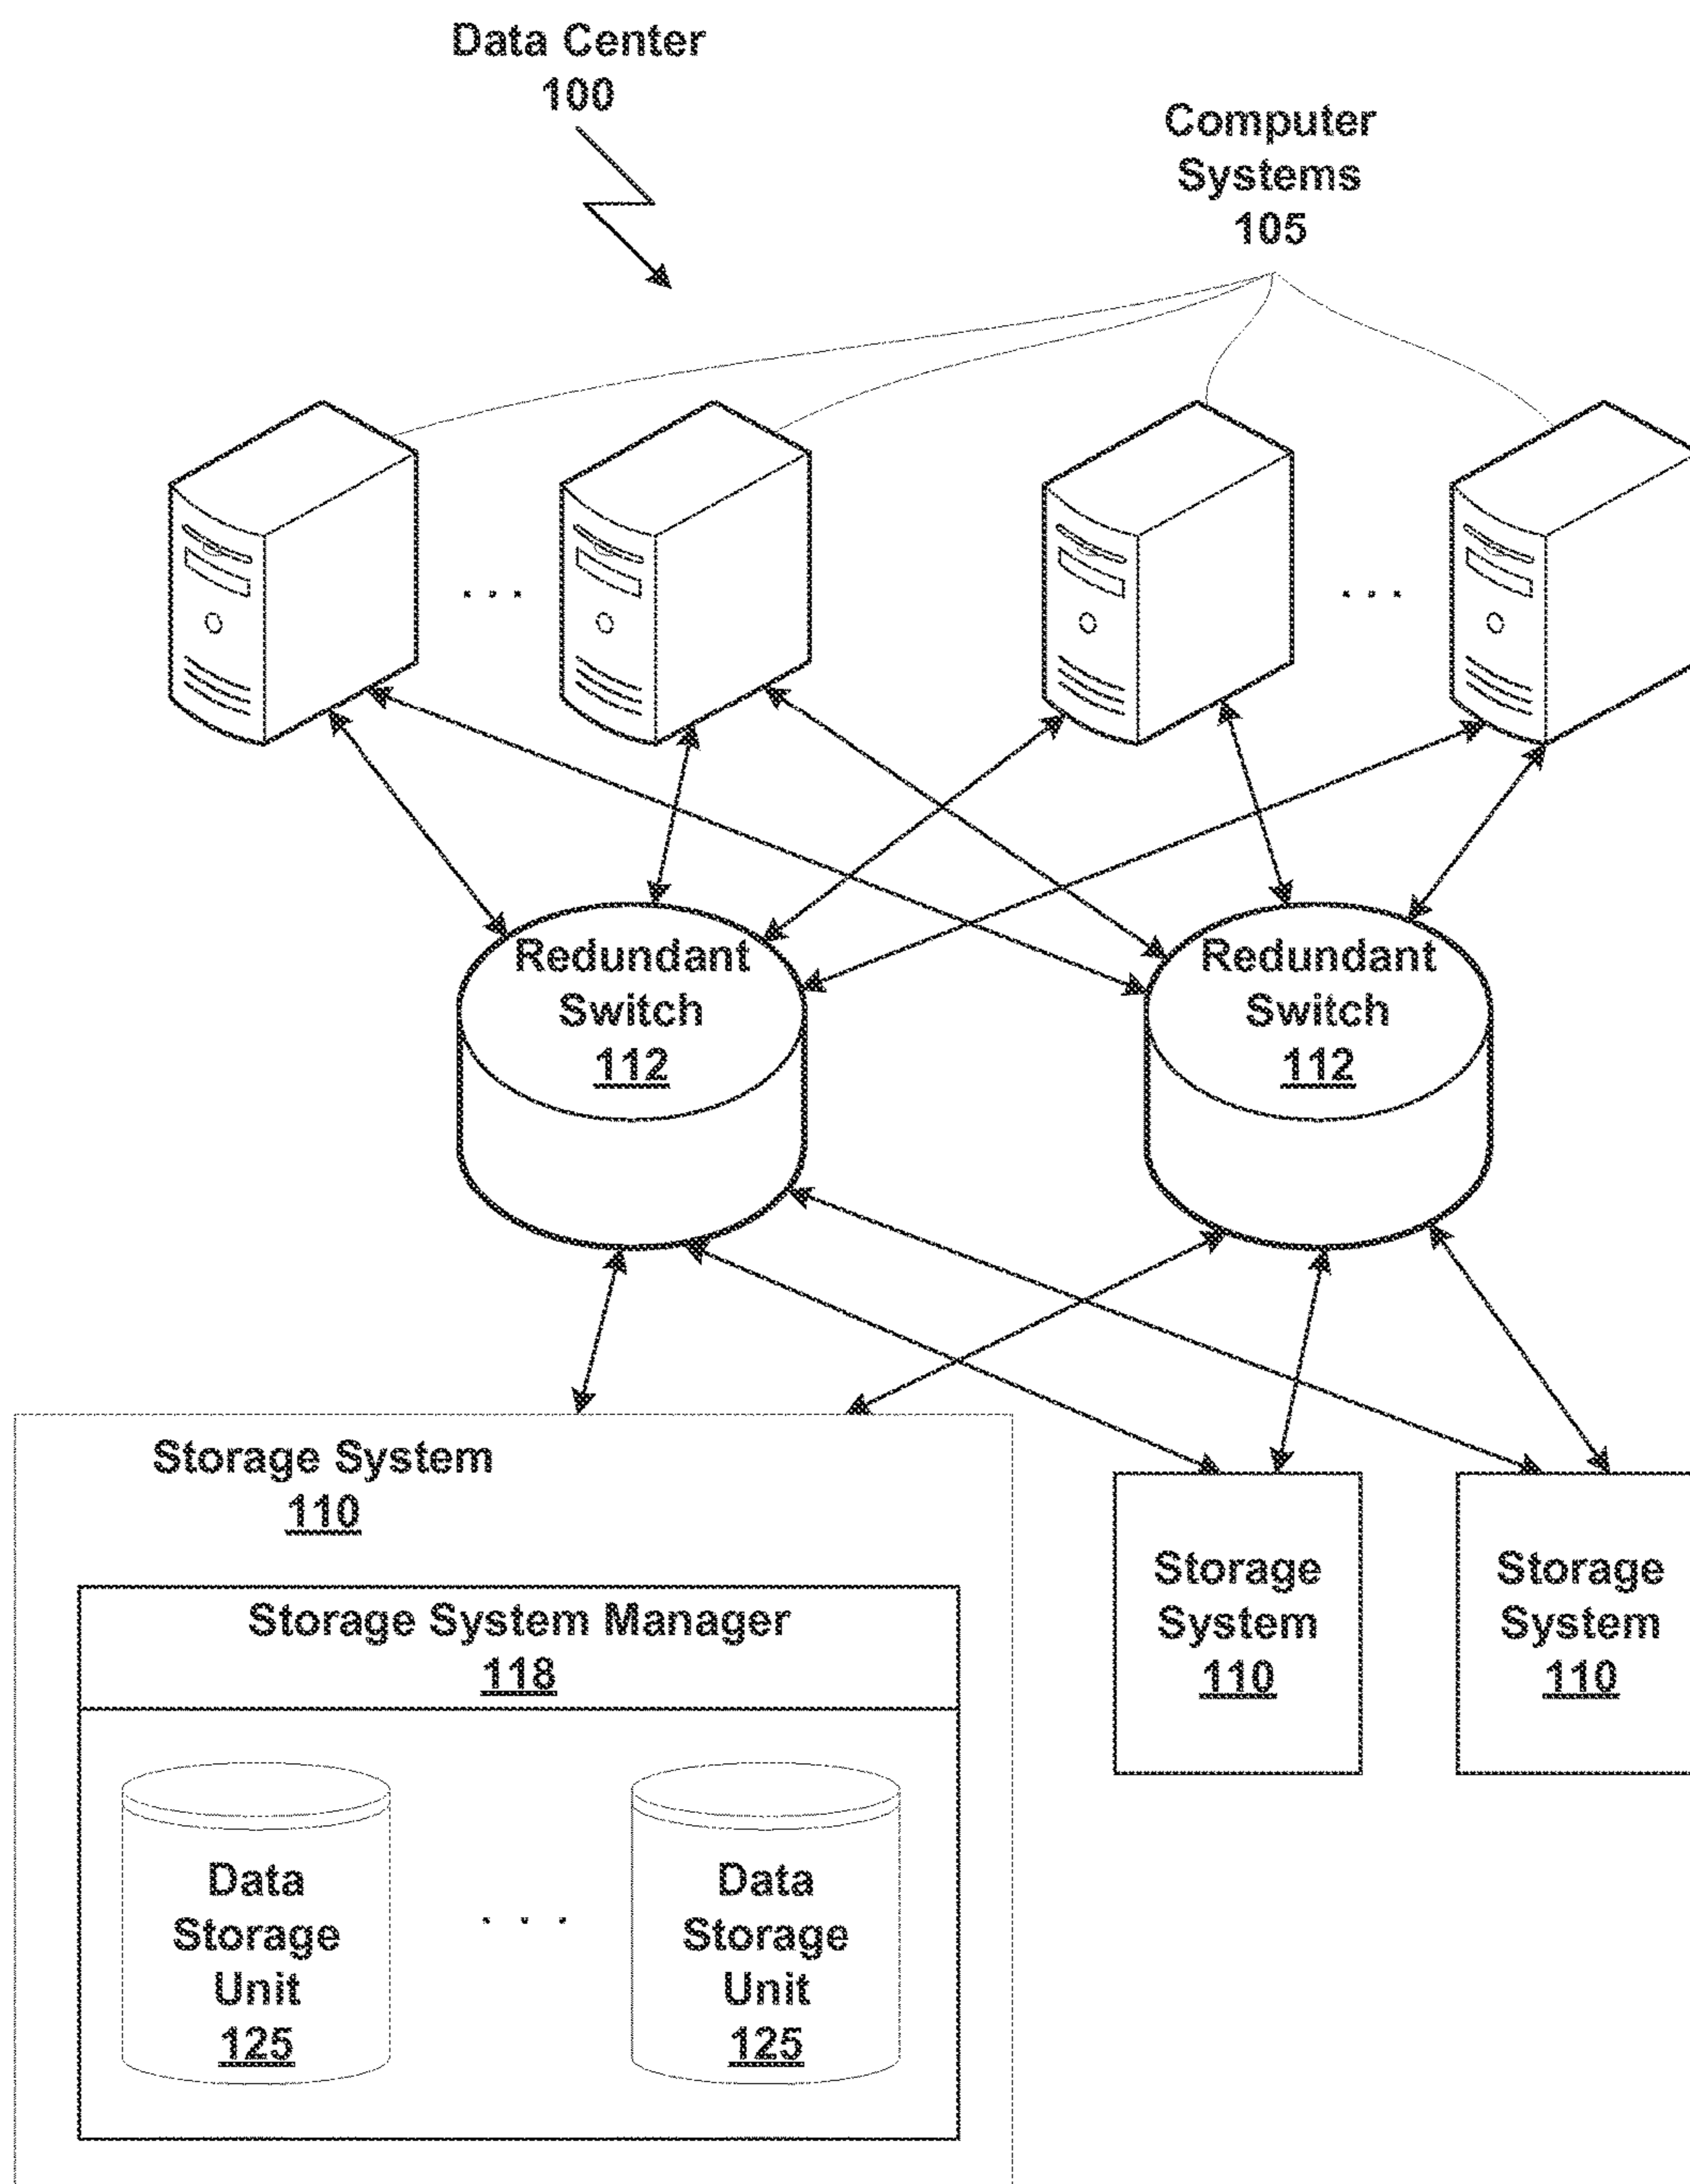 Data Center
100
Computer
Systems
105
. . .
. . .
Redundant
Switch
112
Redundant
Switch
112
Storage System
110
Storage System Manager
118
Data
Storage
Unit
125
. . .
Data
Storage
Unit
125
Storage
System
110
Storage
System
110